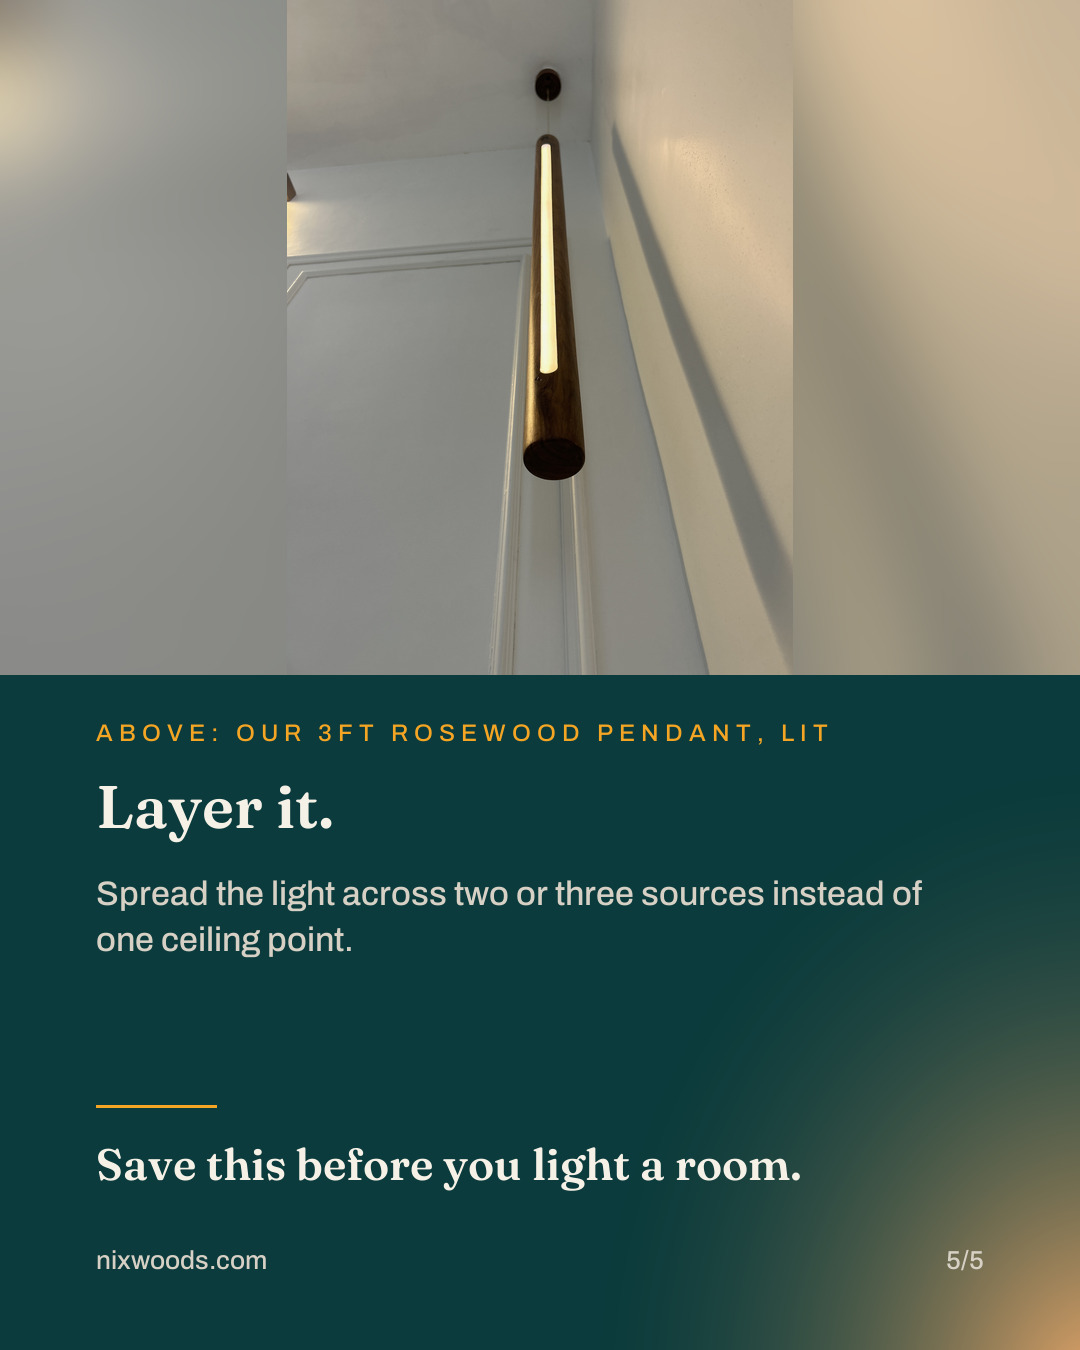 ABOVE: OUR 3FT ROSEWOOD PENDANT, LIT
Layer it.
Spread the light across two or three sources instead of
one ceiling point.
Save this before you light a room.
nixwoods.com
5/5